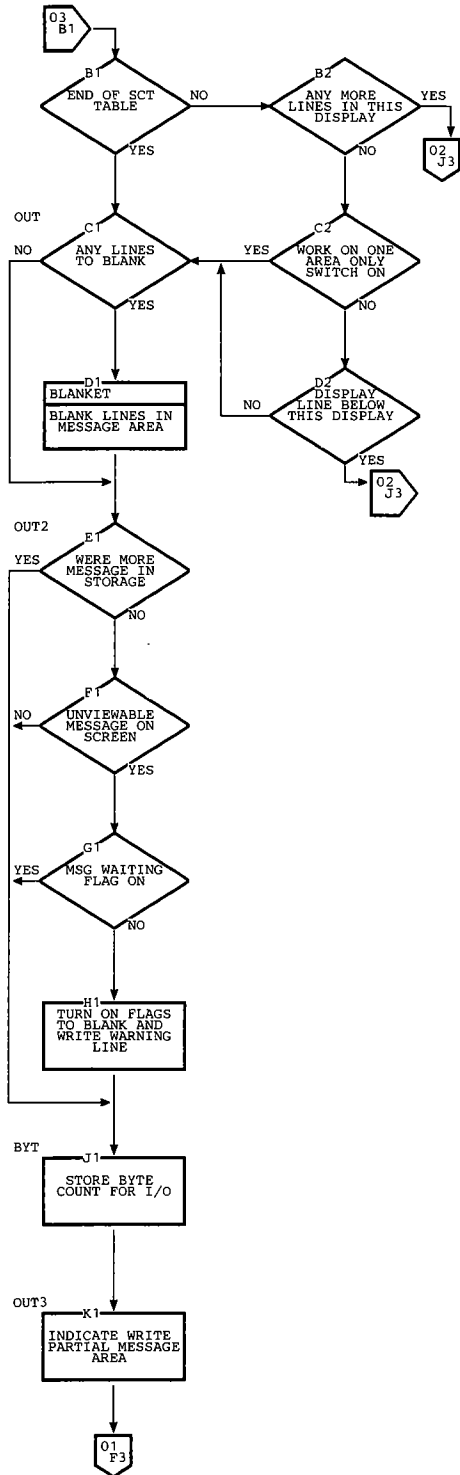 03
B1
B1
END OF SCT
TABLE
NO
YES
B2
ANY MORE
LINES IN THIS
DISPLAY
YES
02
J3
NO
OUT
C1
ANY LINES
TO BLANK
NO
YES
C2
WORK ON ONE
AREA ONLY
SWITCH ON
YES
NO
D1
BLANKET
BLANK LINES IN
MESSAGE AREA
D2
DISPLAY
LINE BELOW
THIS DISPLAY
NO
YES
02
J3
OUT2
E1
WERE MORE
MESSAGE IN
STORAGE
YES
NO
F1
UNVIEWABLE
MESSAGE ON
SCREEN
NO
YES
G1
MSG WAITING
FLAG ON
YES
NO
H1
TURN ON FLAGS
TO BLANK AND
WRITE WARNING
LINE
BYT
J1
STORE BYTE
COUNT FOR I/O
OUT3
K1
INDICATE WRITE
PARTIAL MESSAGE
AREA
01
F3